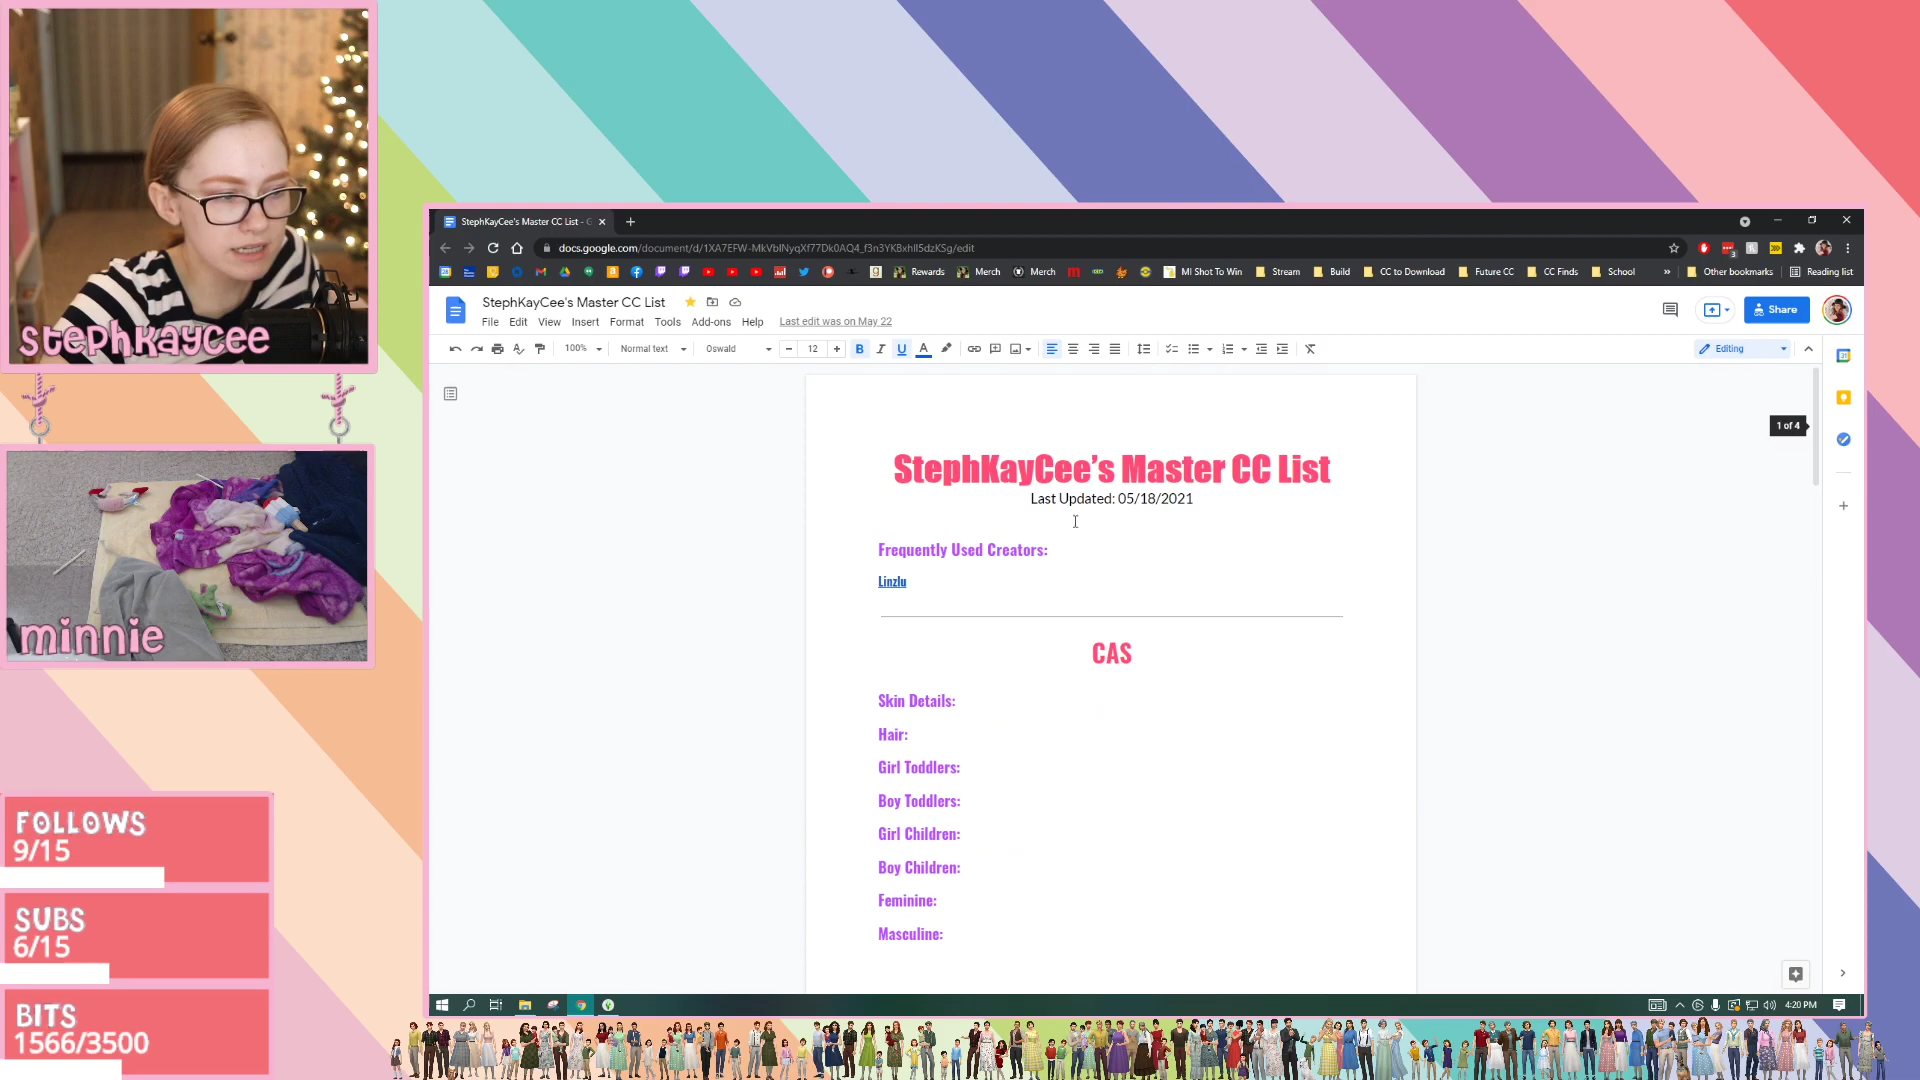 stephkaycee
minnie
FOLLOWS
9/15
SUBS
6/15
BITS
1566/3500
StephKayCee's Master CC List - G
docs.google.com/document/d/1XA7EFW-MkVblNyqXf77Dk0AQ4_f3n3YKBxhIl5dzKSg/edit
Rewards Merch Merch MI Shot To Win Stream Build CC to Download Future CC CC Finds School » Other bookmarks Reading list
StephKayCee's Master CC List
File Edit View Insert Format Tools Add-ons Help Last edit was on May 22
Share
100% Normal text Oswald 12 B I U A Editing
1 of 4
StephKayCee's Master CC List
Last Updated: 05/18/2021
Frequently Used Creators:
Linzlu
CAS
Skin Details:
Hair:
Girl Toddlers:
Boy Toddlers:
Girl Children:
Boy Children:
Feminine:
Masculine:
4:20 PM